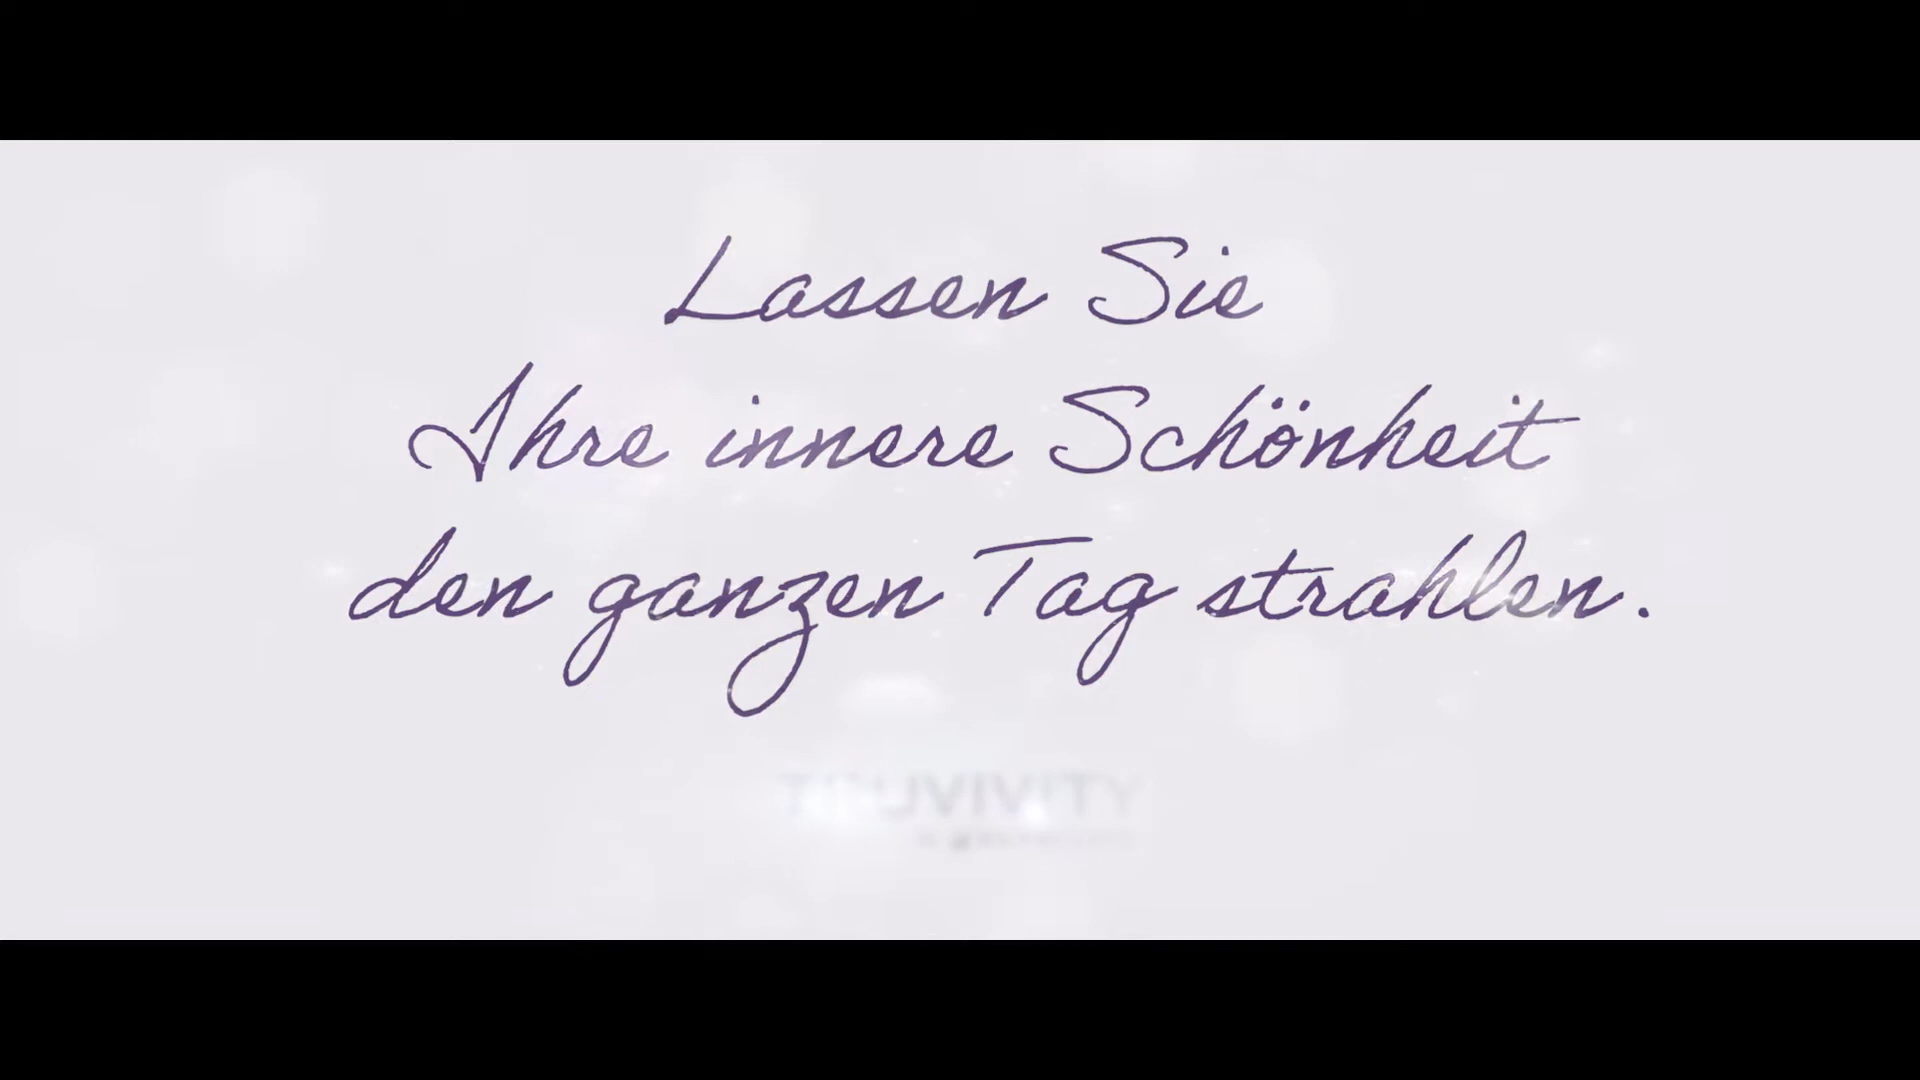 Lassen Sie
Ihre innere Schönheit
den ganzen Tag strahlen.